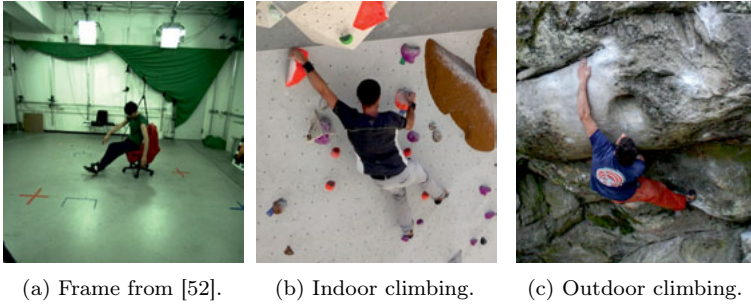 (a) Frame from [52].
(b) Indoor climbing.
(c) Outdoor climbing.